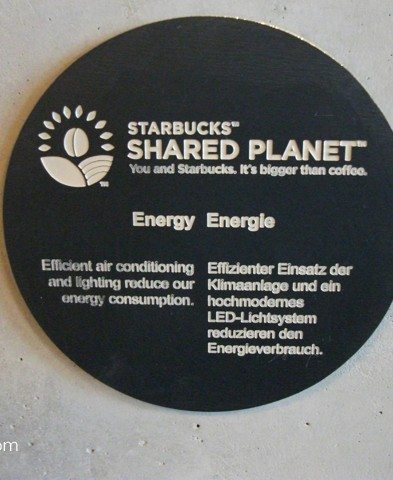 STARBUCKS™
SHARED PLANET™
You and Starbucks. It's bigger than coffee.
Energy Energie
Efficient air conditioning
and lighting reduce our
energy consumption.
Effizienter Einsatz der
Klimaanlage und ein
hochmodernes
LED-Lichtsystem
reduzieren den
Energieverbrauch.
om